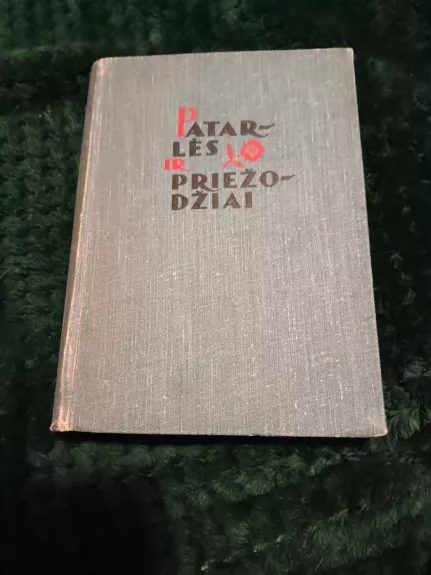 PATAR-
LĖS
IR
PRIEŽO-
DŽIAI